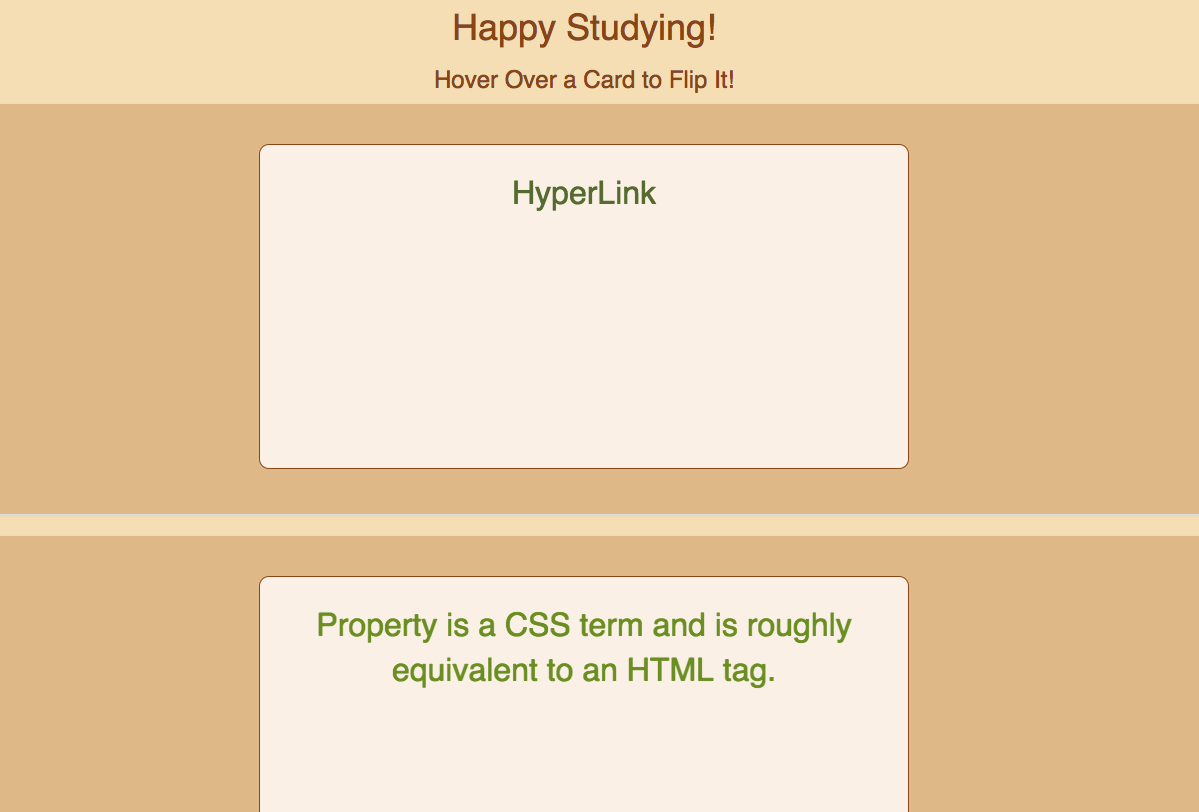 Happy Studying!
Hover Over a Card to Flip It!
HyperLink
Property is a CSS term and is roughly
equivalent to an HTML tag.